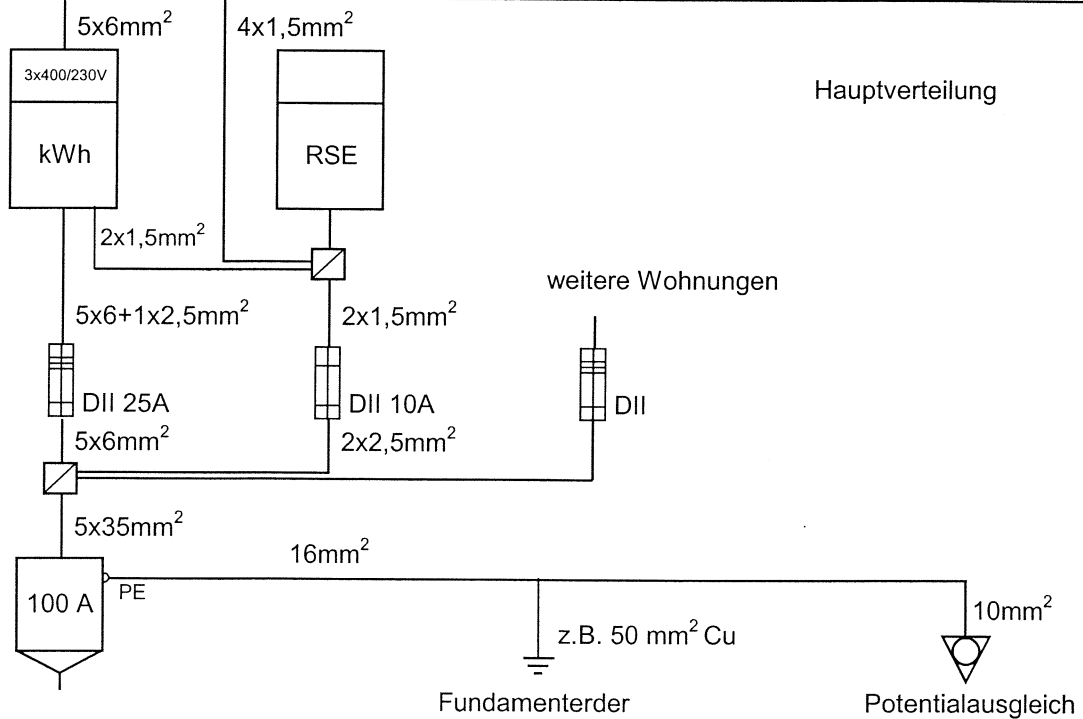 5x6mm²
4x1,5mm²
3x400/230V
Hauptverteilung
kWh
RSE
2x1,5mm²
weitere Wohnungen
5x6+1x2,5mm²
2x1,5mm²
DII 25A
DII 10A
DII
5x6mm²
2x2,5mm²
5x35mm²
16mm²
PE
100 A
10mm²
z.B. 50 mm² Cu
Fundamenterder
Potentialausgleich